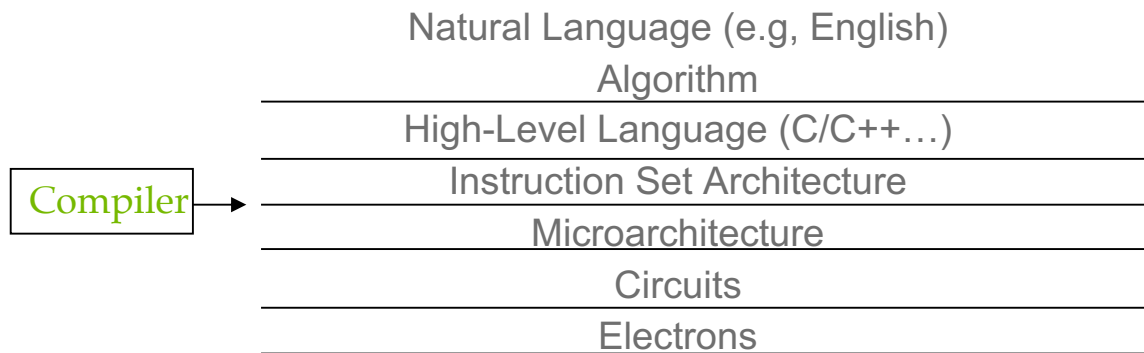 Natural Language (e.g, English)
Algorithm
High-Level Language (C/C++…)
Instruction Set Architecture
Compiler
Microarchitecture
Circuits
Electrons